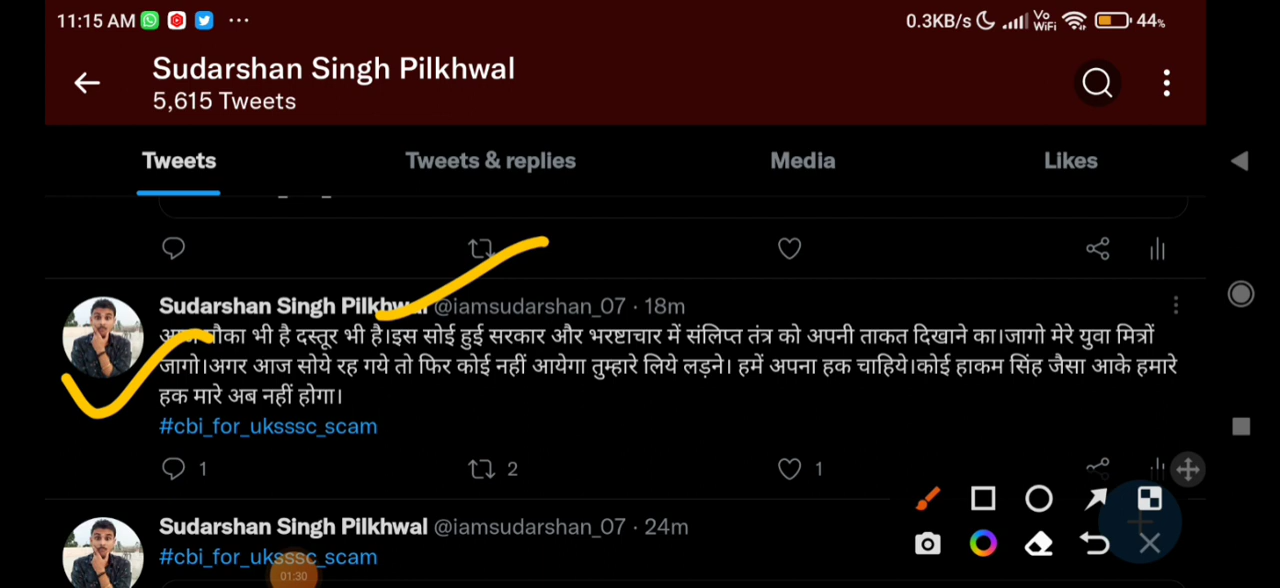 11:15 AM
0.3KB/s Vo WiFi 44%
Sudarshan Singh Pilkhwal
5,615 Tweets
Tweets Tweets & replies Media Likes
Sudarshan Singh Pilkhwal @iamsudarshan_07 · 18m
मौका भी है दस्तूर भी है।इस सोई हुई सरकार और भरष्टाचार में संलिप्त तंत्र को अपनी ताकत दिखाने का।जागो मेरे युवा मित्रों
जागो।अगर आज सोये रह गये तो फिर कोई नहीं आयेगा तुम्हारे लिये लड़ने। हमें अपना हक चाहिये।कोई हाकम सिंह जैसा आके हमारे
हक मारे अब नहीं होगा।
#cbi_for_uksssc_scam
1 2 1
Sudarshan Singh Pilkhwal @iamsudarshan_07 · 24m
#cbi_for_uksssc_scam
01:30